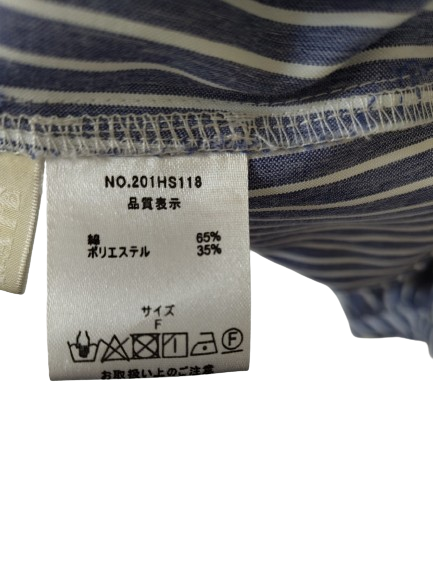 NO.201HS118
品質表示
綿 65%
ポリエステル 35%
サイズ
F
F
お取扱い上のご注意